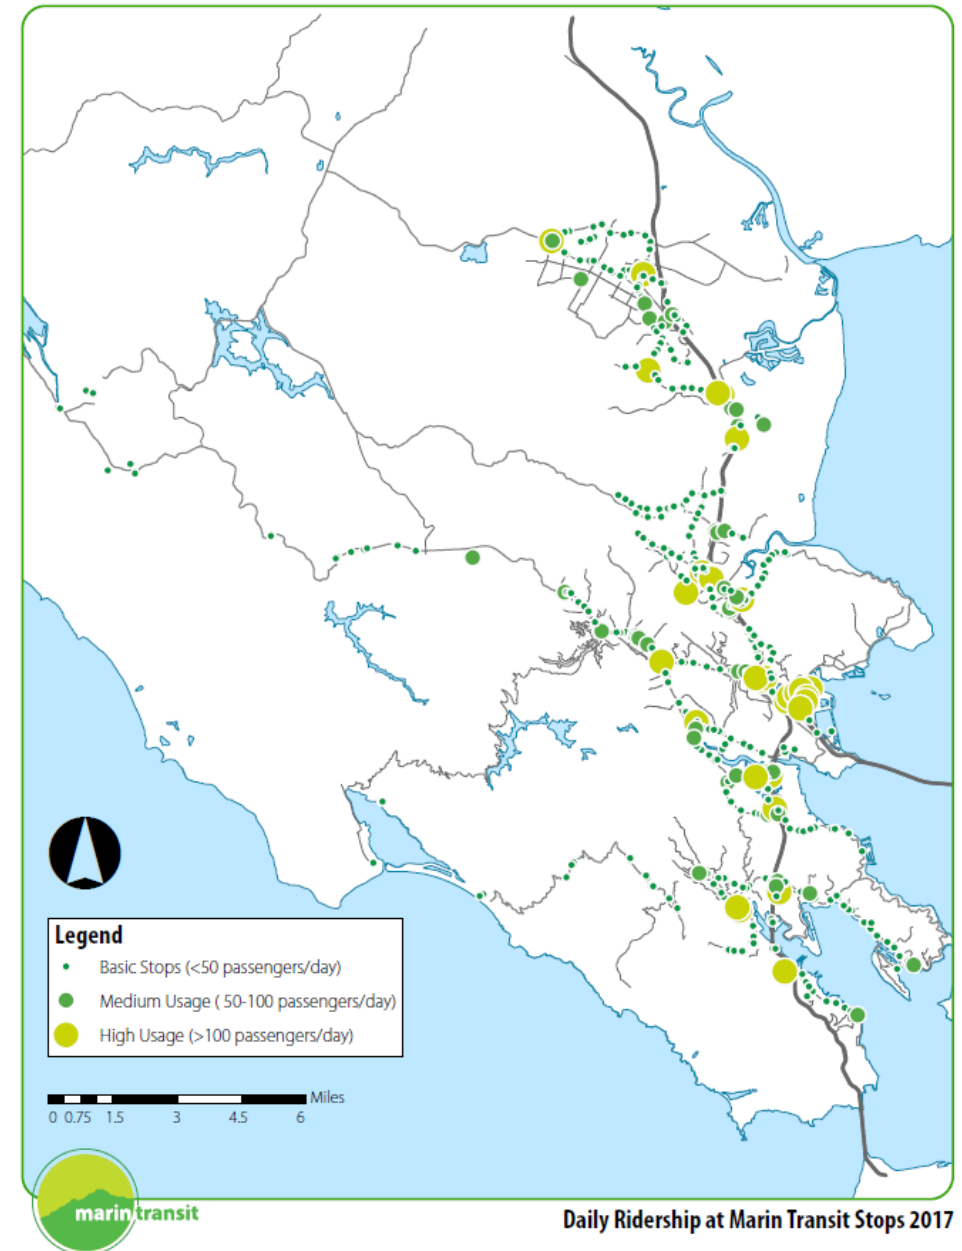 Legend
Basic Stops (<50 passengers/day)
Medium Usage ( 50-100 passengers/day)
High Usage (>100 passengers/day)
Miles
0 0.75 1.5 3 4.5 6
marin transit
Daily Ridership at Marin Transit Stops 2017